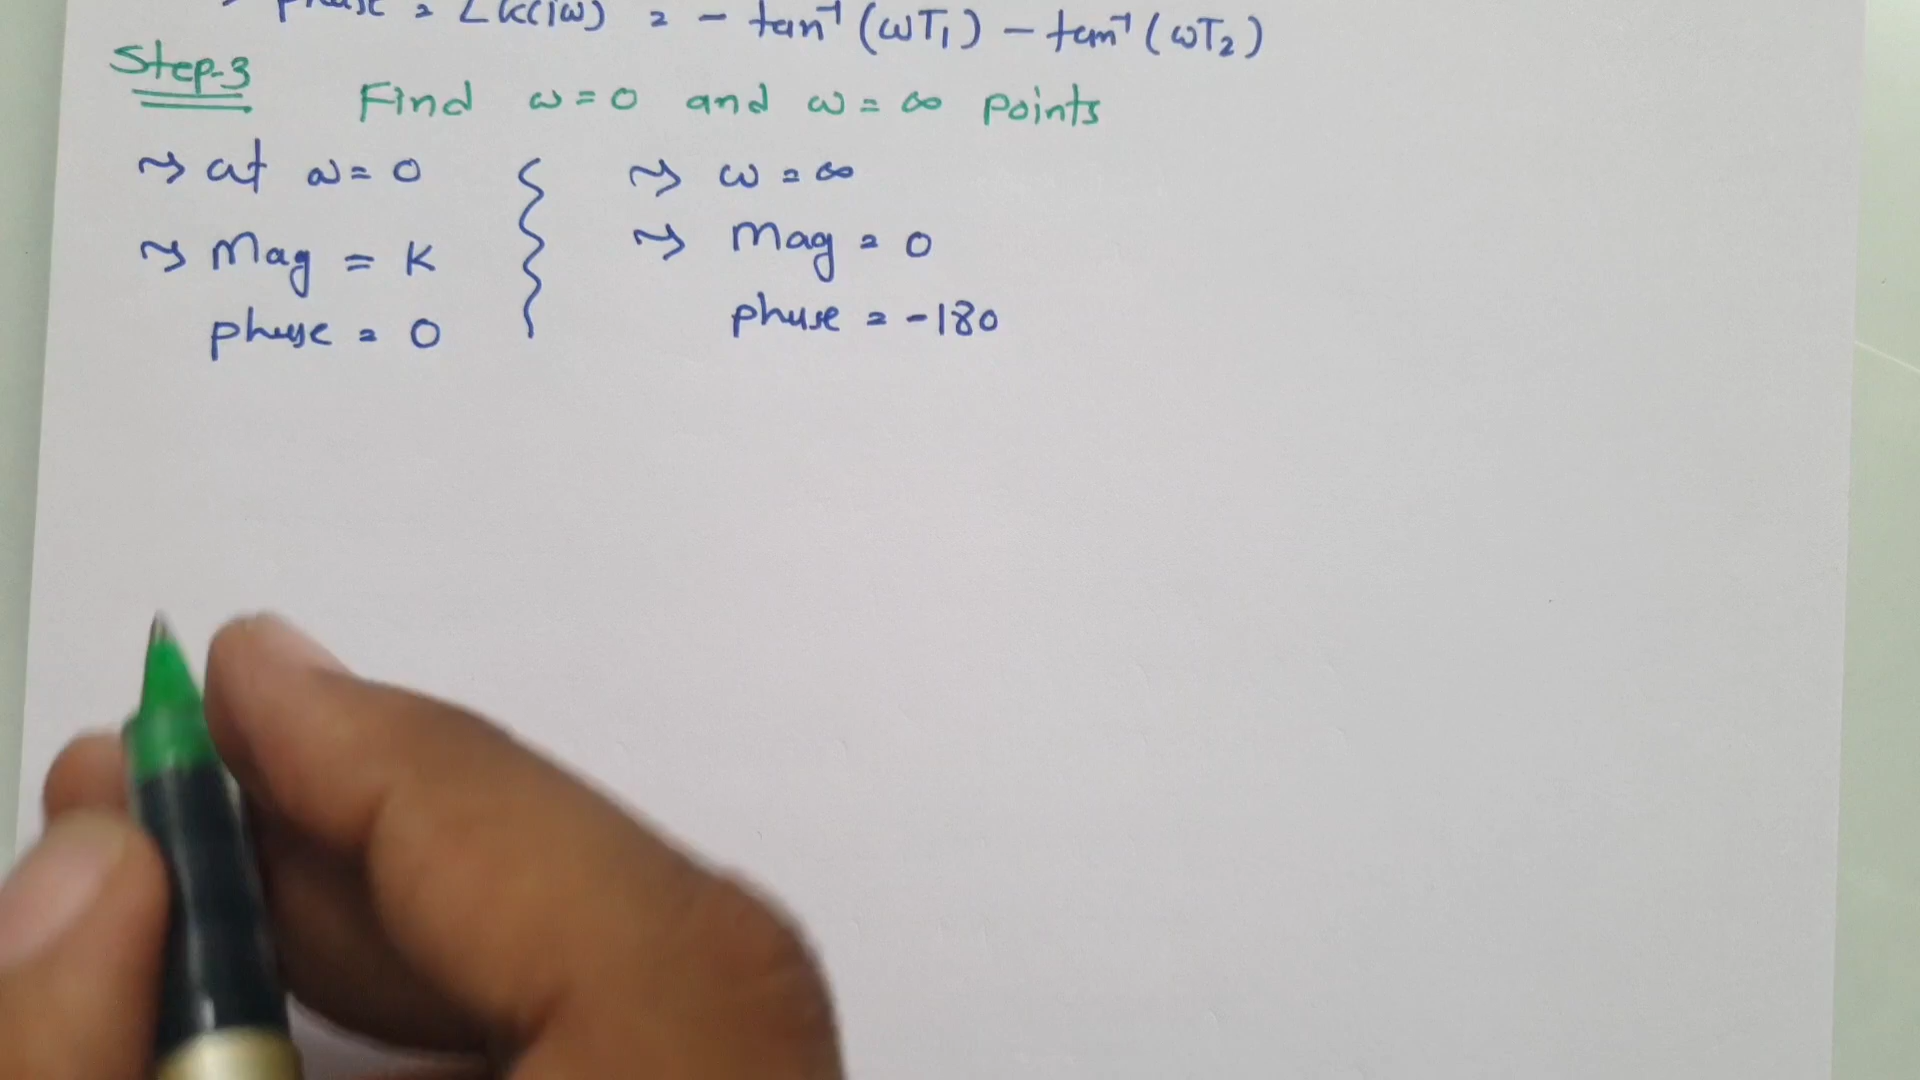 phase = ∠K(jω) = - tan⁻¹(ωT₁) - tan⁻¹(ωT₂)
Step-3
Find ω=0 and ω=∞ points
~> at ω=0
~> Mag = K
phase = 0
~> ω=∞
~> Mag = 0
phase = -180